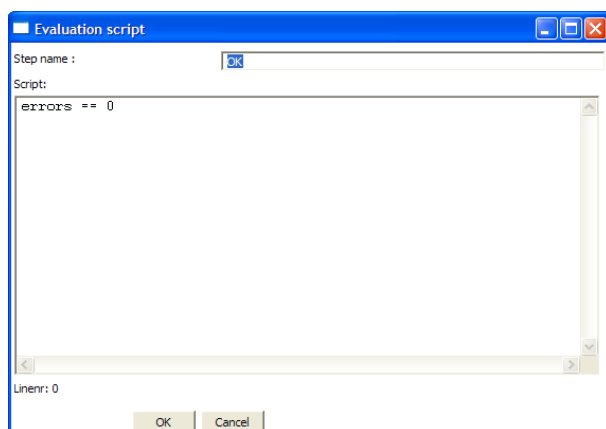 Evaluation script
Step name :
OK
Script:
errors == 0
Linenr: 0
OK Cancel